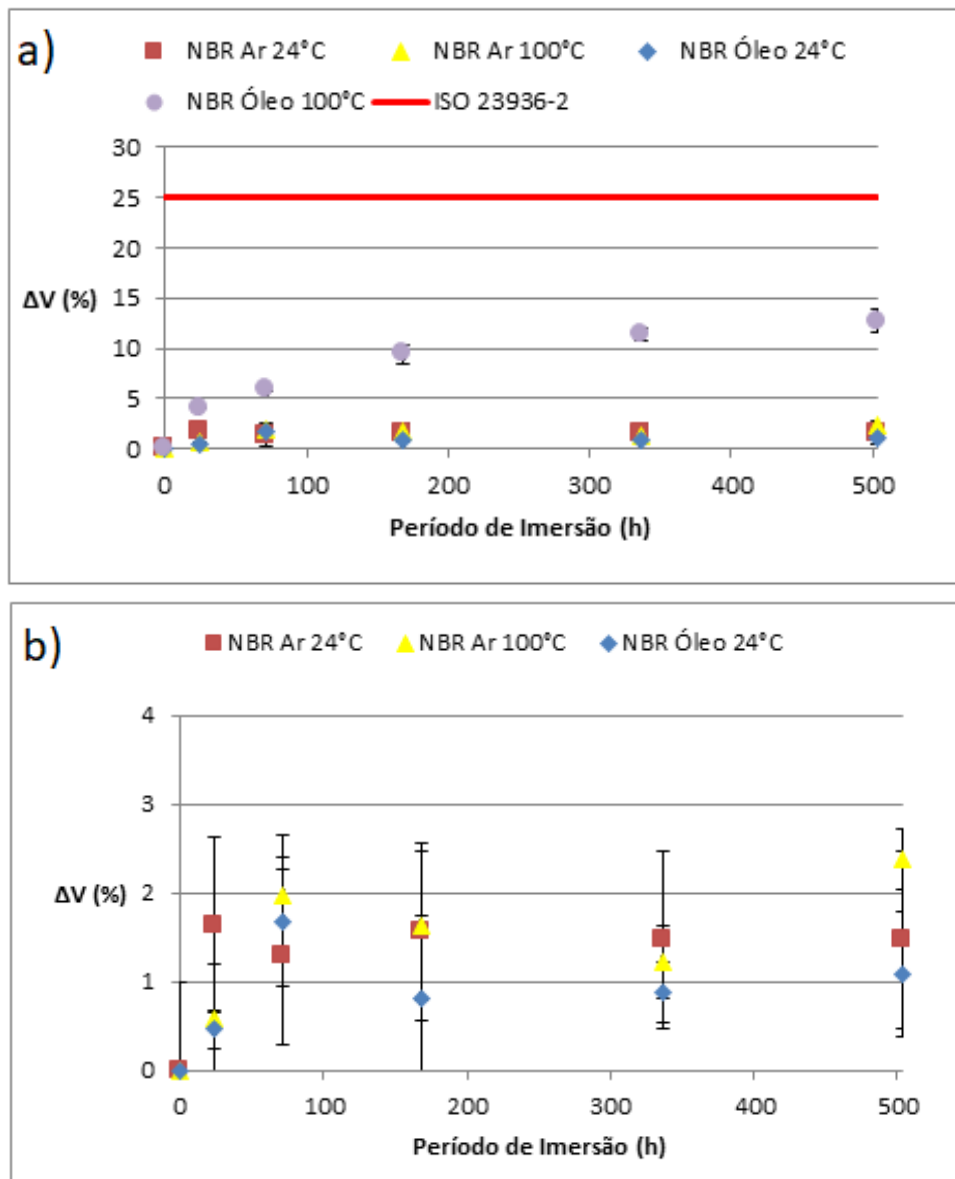 a)
NBR Ar 24°C NBR Ar 100°C NBR Óleo 24°C
NBR Óleo 100°C ISO 23936-2
30
25
20
15
10
5
0
ΔV (%)
0 100 200 300 400 500
Período de Imersão (h)
b)
NBR Ar 24°C NBR Ar 100°C NBR Óleo 24°C
4
3
2
1
0
ΔV (%)
0 100 200 300 400 500
Período de Imersão (h)